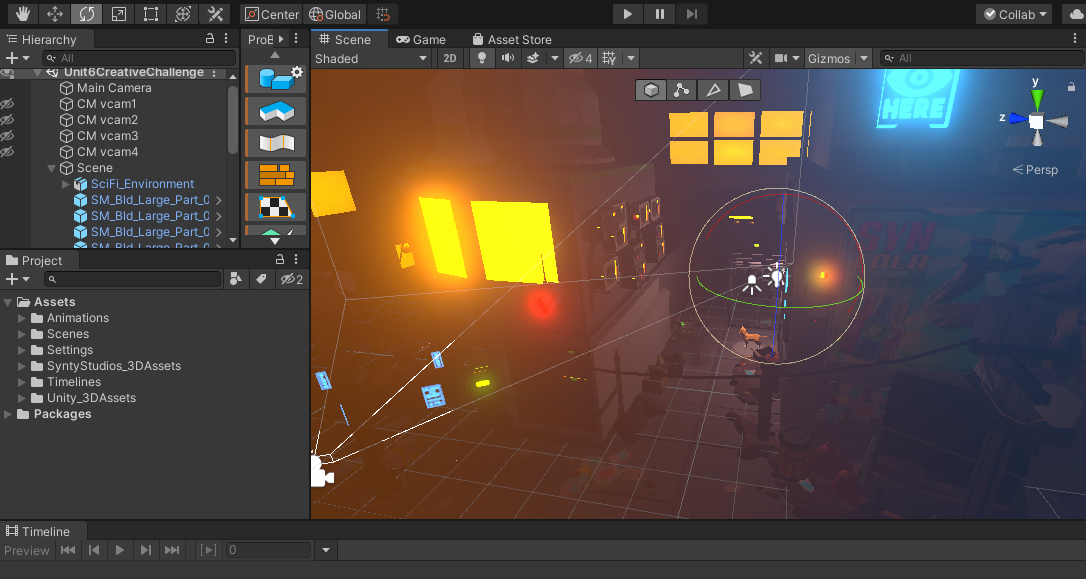 Center
Global
Collab
Hierarchy
ProB
Scene
Game
Asset Store
All
Shaded
2D
4
Gizmos
All
Unit6CreativeChallenge
Main Camera
CM vcam1
CM vcam2
CM vcam3
CM vcam4
Scene
SciFi_Environment
SM_Bld_Large_Part_0
SM_Bld_Large_Part_0
SM_Bld_Large_Part_0
SM_Bld_Large_Part_0
HERE
y
z
Persp
Project
2
Assets
Animations
Scenes
Settings
SyntyStudios_3DAssets
Timelines
Unity_3DAssets
Packages
Timeline
Preview
0